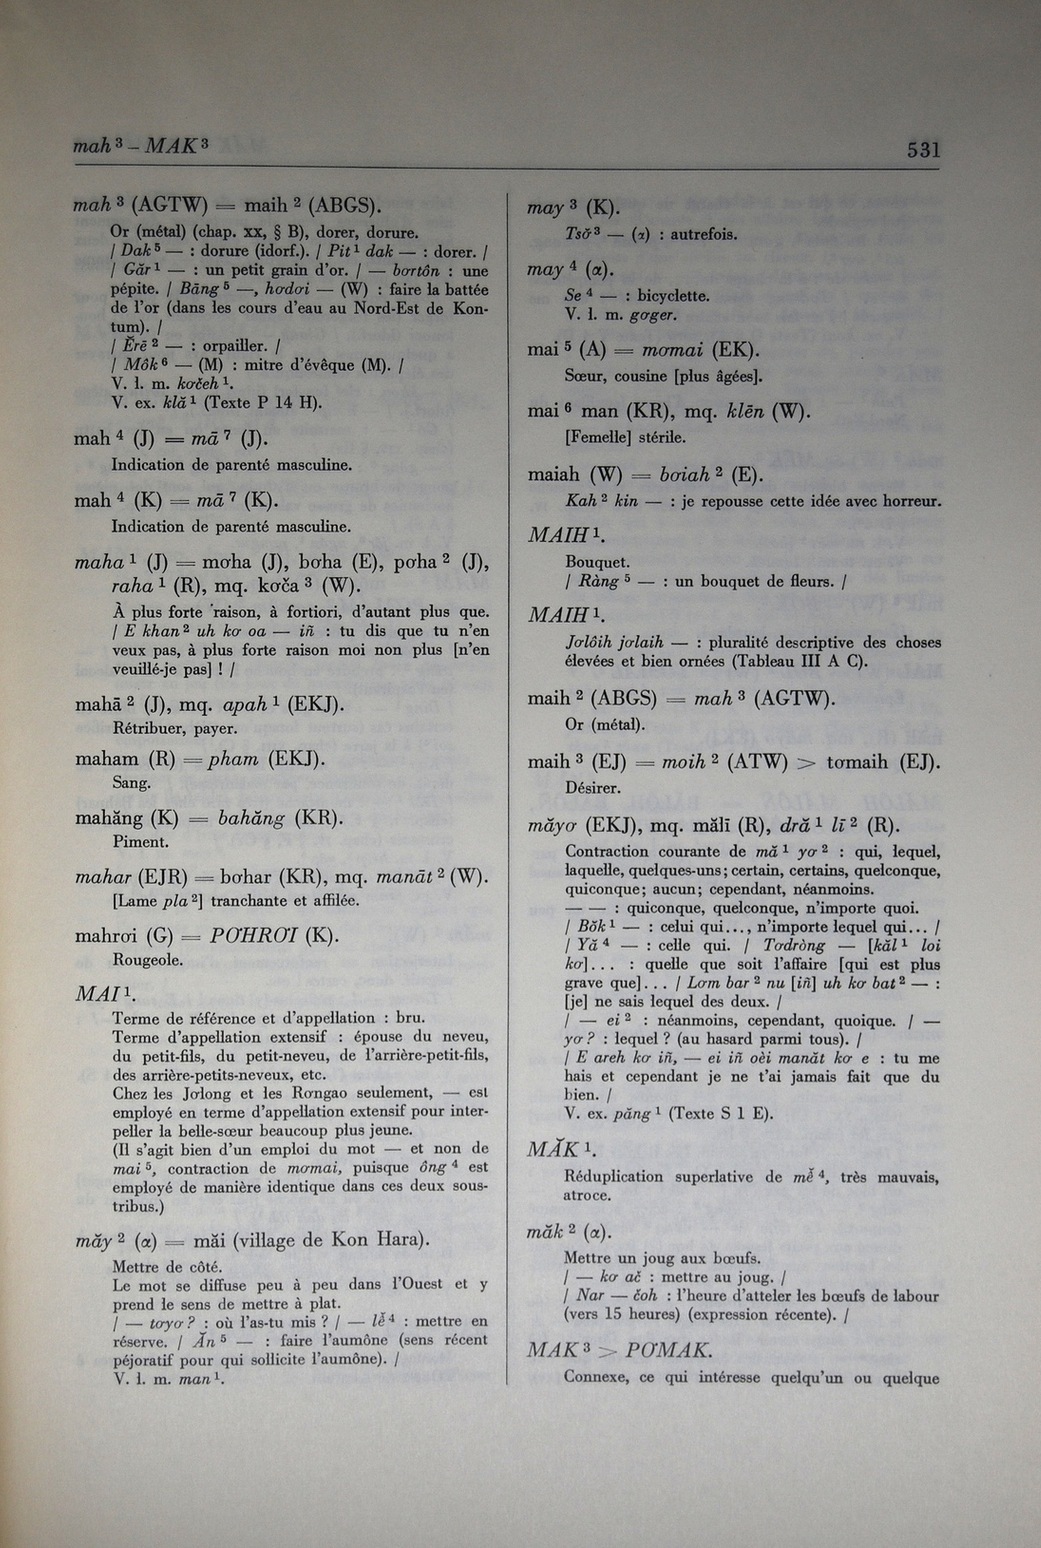 mah ³ – MAK ³
531
mah ³ (AGTW) = maih ² (ABGS).
Or (métal) (chap. xx, § B), dorer, dorure.
/ Dak ⁵ — : dorure (idorf.). / Pit ¹ dak — : dorer. /
/ Găr ¹ — : un petit grain d'or. / — bơrtôn : une
pépite. / Băng ⁵ —, hơdơi — (W) : faire la battée
de l'or (dans les cours d'eau au Nord-Est de Kon-
tum). /
/ Ĕrē ² — : orpailler. /
/ Môk ⁶ — (M) : mitre d'évêque (M). /
V. l. m. kơčeh ¹.
V. ex. klă ¹ (Texte P 14 H).
mah ⁴ (J) = mā ⁷ (J).
Indication de parenté masculine.
mah ⁴ (K) = mā ⁷ (K).
Indication de parenté masculine.
maha ¹ (J) = mơha (J), bơha (E), pơha ² (J),
raha ¹ (R), mq. kơča ³ (W).
À plus forte raison, à fortiori, d'autant plus que.
/ E khan ² uh kơ oa — iñ : tu dis que tu n'en
veux pas, à plus forte raison moi non plus [n'en
veuillé-je pas] ! /
mahā ² (J), mq. apah ¹ (EKJ).
Rétribuer, payer.
maham (R) = pham (EKJ).
Sang.
mahăng (K) = bahăng (KR).
Piment.
mahar (EJR) = bơhar (KR), mq. manāt ² (W).
[Lame pla ²] tranchante et affilée.
mahrơi (G) = PƠHRƠI (K).
Rougeole.
MAI ¹.
Terme de référence et d'appellation : bru.
Terme d'appellation extensif : épouse du neveu,
du petit-fils, du petit-neveu, de l'arrière-petit-fils,
des arrière-petits-neveux, etc.
Chez les Jơlong et les Rơngao seulement, — est
employé en terme d'appellation extensif pour inter-
peller la belle-sœur beaucoup plus jeune.
(Il s'agit bien d'un emploi du mot — et non de
mai ⁵, contraction de mơmai, puisque ông ⁴ est
employé de manière identique dans ces deux sous-
tribus.)
măy ² (α) = măi (village de Kon Hara).
Mettre de côté.
Le mot se diffuse peu à peu dans l'Ouest et y
prend le sens de mettre à plat.
/ — tơyơ ? : où l'as-tu mis ? / — lĕ ⁴ : mettre en
réserve. / Ăn ⁵ — : faire l'aumône (sens récent
péjoratif pour qui sollicite l'aumône). /
V. l. m. man ¹.
may ³ (K).
Tsŏ ³ — (α) : autrefois.
may ⁴ (α).
Se ⁴ — : bicyclette.
V. l. m. gơger.
mai ⁵ (A) = mơmai (EK).
Sœur, cousine [plus âgées].
mai ⁶ man (KR), mq. klēn (W).
[Femelle] stérile.
maiah (W) = bơiah ² (E).
Kah ² kin — : je repousse cette idée avec horreur.
MAIH ¹.
Bouquet.
/ Ràng ⁵ — : un bouquet de fleurs. /
MAIH ¹.
Jơlôih jơlaih — : pluralité descriptive des choses
élevées et bien ornées (Tableau III A C).
maih ² (ABGS) = mah ³ (AGTW).
Or (métal).
maih ³ (EJ) = moih ² (ATW) > tơmaih (EJ).
Désirer.
măyơ (EKJ), mq. mălī (R), dră ¹ lī ² (R).
Contraction courante de mă ¹ yơ ² : qui, lequel,
laquelle, quelques-uns ; certain, certains, quelconque,
quiconque ; aucun ; cependant, néanmoins.
— — : quiconque, quelconque, n'importe quoi.
/ Bŏk ¹ — : celui qui..., n'importe lequel qui... /
/ Yă ⁴ — : celle qui. / Tơdròng — [kăl ¹ loi
kơ]... : quelle que soit l'affaire [qui est plus
grave que]... / Lơm bar ² nu [iñ] uh kơ bat ² — :
[je] ne sais lequel des deux. /
/ — ei ² : néanmoins, cependant, quoique. / —
yơ ? : lequel ? (au hasard parmi tous). /
/ E areh kơ iñ, — ei iñ oèi manăt kơ e : tu me
hais et cependant je ne t'ai jamais fait que du
bien. /
V. ex. păng ¹ (Texte S 1 E).
MĂK ¹.
Réduplication superlative de mĕ ⁴, très mauvais,
atroce.
măk ² (α).
Mettre un joug aux bœufs.
/ — kơ ač : mettre au joug. /
/ Nar — čoh : l'heure d'atteler les bœufs de labour
(vers 15 heures) (expression récente). /
MAK ³ > PƠMAK.
Connexe, ce qui intéresse quelqu'un ou quelque